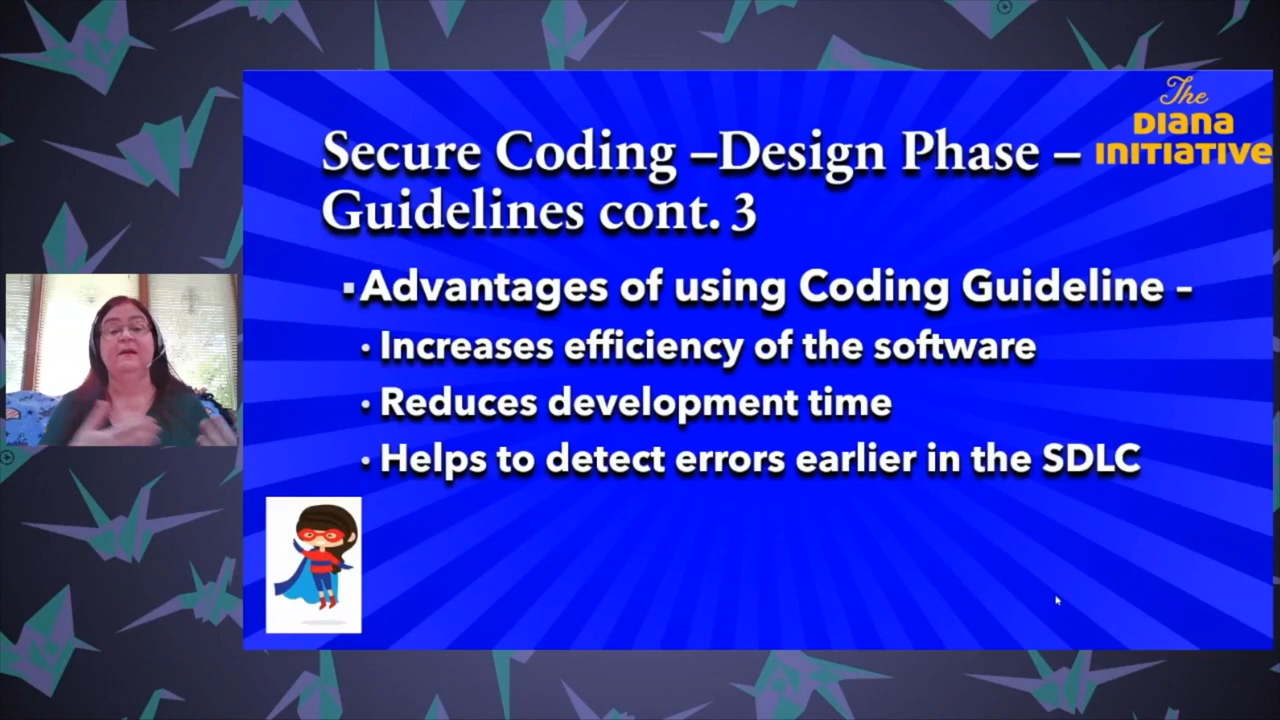 The
DIANA
INITIATIVE
Secure Coding –Design Phase –
Guidelines cont. 3
▪Advantages of using Coding Guideline –
• Increases efficiency of the software
• Reduces development time
• Helps to detect errors earlier in the SDLC